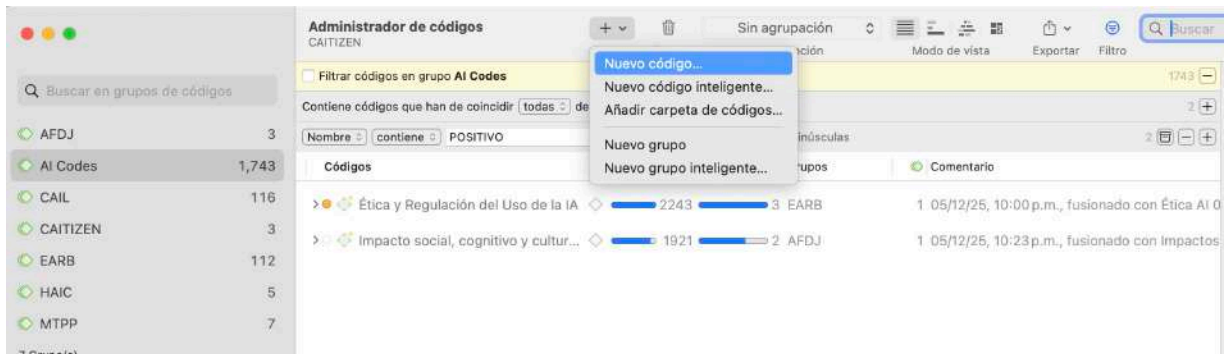 Administrador de códigos
CAITIZEN
Sin agrupación
Modo de vista
Exportar
Filtro
Buscar
Buscar en grupos de códigos
AFDJ 3
AI Codes 1,743
CAIL 116
CAITIZEN 3
EARB 112
HAIC 5
MTPP 7
Nuevo código...
Nuevo código inteligente...
Añadir carpeta de códigos...
Nuevo grupo
Nuevo grupo inteligente...
Filtrar códigos en grupo AI Codes 1743
Contiene códigos que han de coincidir todas de 2
Nombre contiene POSITIVO 2
Códigos Comentario
Ética y Regulación del Uso de la IA 2243 3 EARB 1 05/12/25, 10:00 p.m., fusionado con Ética AI 0
Impacto social, cognitivo y cultur... 1921 2 AFDJ 1 05/12/25, 10:23 p.m., fusionado con Impactos